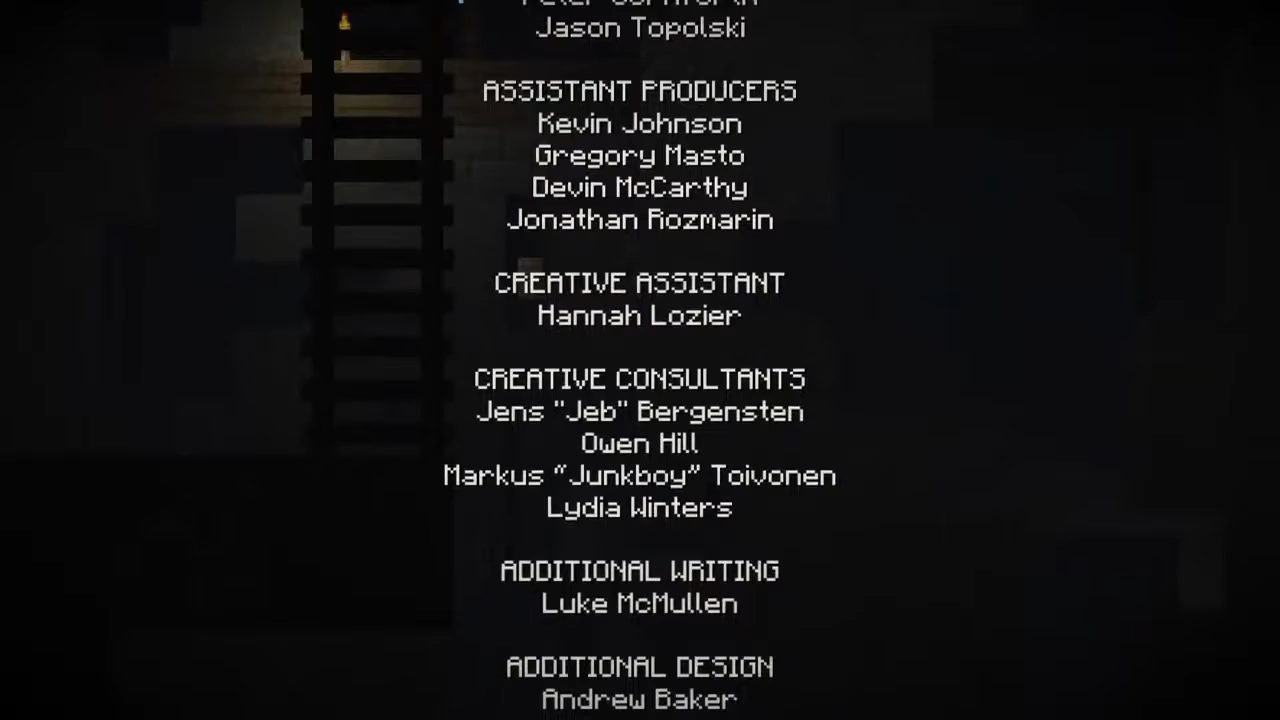 Jason Topolski
ASSISTANT PRODUCERS
Kevin Johnson
Gregory Masto
Devin McCarthy
Jonathan Rozmarin
CREATIVE ASSISTANT
Hannah Lozier
CREATIVE CONSULTANTS
Jens "Jeb" Bergensten
Owen Hill
Markus “Junkboy” Toivonen
Lydia Winters
ADDITIONAL WRITING
Luke McMullen
ADDITIONAL DESIGN
Andrew Baker